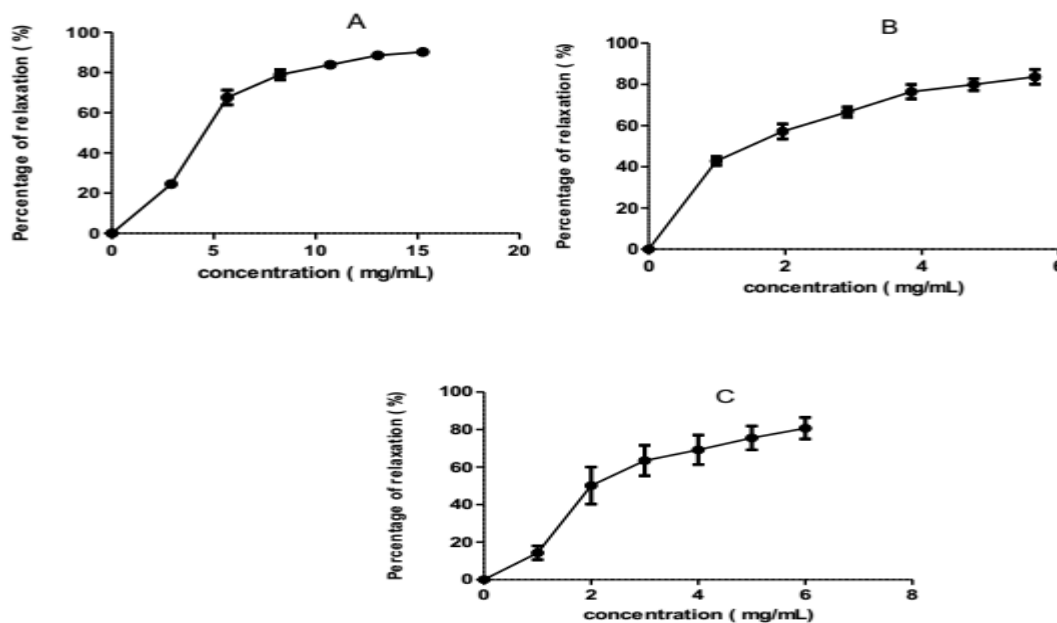 A
Percentage of relaxation ( %)
100
80
60
40
20
0
0 5 10 15 20
concentration ( mg/mL)
B
Percentage of relaxation ( %)
100
80
60
40
20
0
0 2 4 6
concentration ( mg/mL)
C
Percentage of relaxation ( %)
100
80
60
40
20
0
0 2 4 6 8
concentration ( mg/mL)